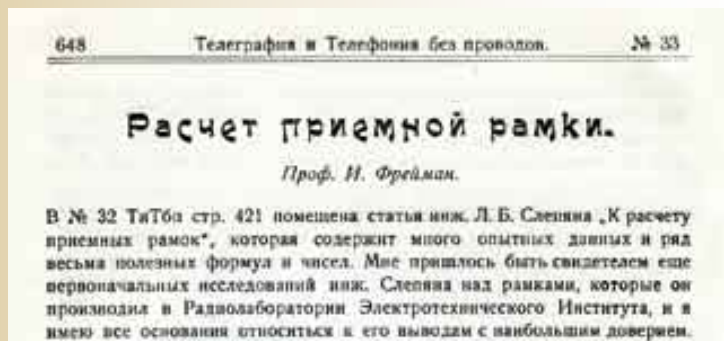 648 Телеграфия и Телефония без проводов. № 33
Расчет приемной рамки.
Проф. И. Фрейман.
В № 32 ТиТбп стр. 421 помещена статья инж. Л. Б. Слепяна „К расчету
приемных рамок“, которая содержит много опытных данных и ряд
весьма полезных формул и чисел. Мне пришлось быть свидетелем еще
первоначальных исследований инж. Слепяна над рамками, которые он
производил в Радиолаборатории Электротехнического Института, и я
имею все основания относиться к его выводам с наибольшим доверием.